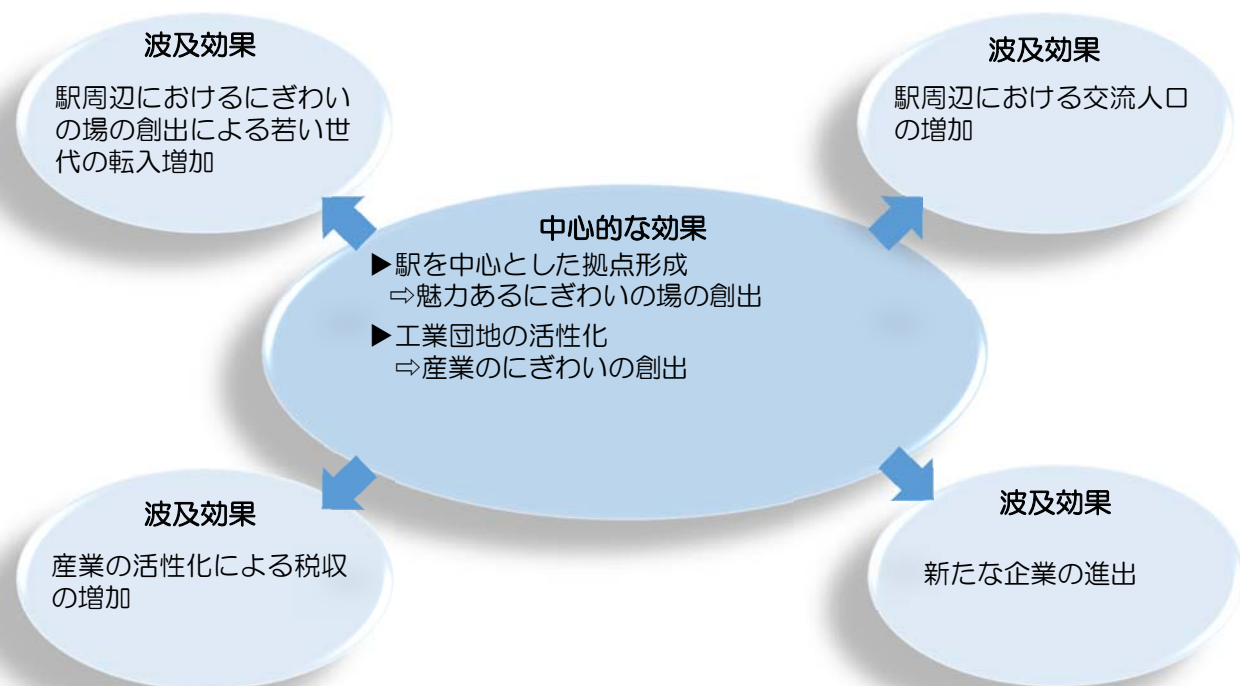 波及効果
駅周辺におけるにぎわい
の場の創出による若い世
代の転入増加
波及効果
駅周辺における交流人口
の増加
中心的な効果
▶駅を中心とした拠点形成
⇨魅力あるにぎわいの場の創出
▶工業団地の活性化
⇨産業のにぎわいの創出
波及効果
産業の活性化による税収
の増加
波及効果
新たな企業の進出